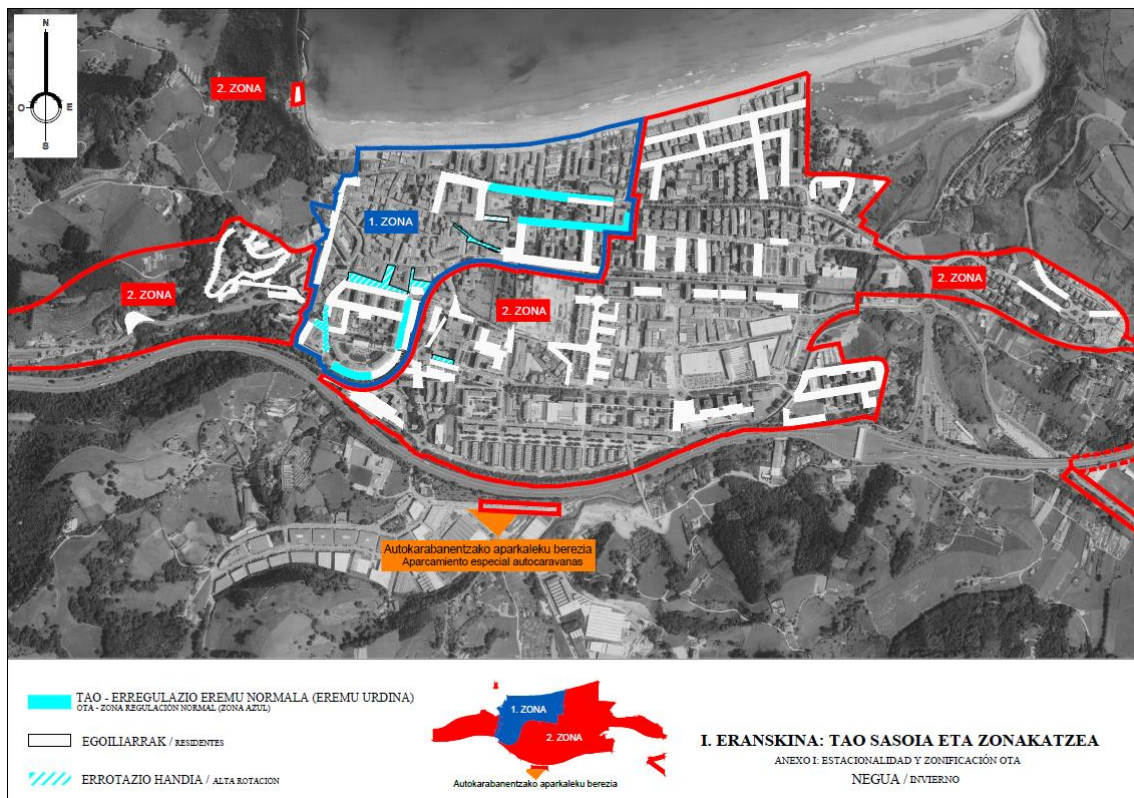 N
O E
S
2. ZONA
1. ZONA
2. ZONA
2. ZONA
2. ZONA
Autokarabanentzako aparkaleku berezia
Aparcamiento especial autocaravanas
TAO - ERREGULAZIO EREMU NORMALA (EREMU URDINA)
OTA - ZONA REGULACIÓN NORMAL (ZONA AZUL)
EGOILIARRAK / RESIDENTES
ERROTAZIO HANDIA / ALTA ROTACIÓN
1. ZONA
2. ZONA
Autokarabanentzako aparkaleku berezia
I. ERANSKINA: TAO SASOIA ETA ZONAKATZEA
ANEXO I: ESTACIONALIDAD Y ZONIFICACIÓN OTA
NEGUA / INVIERNO